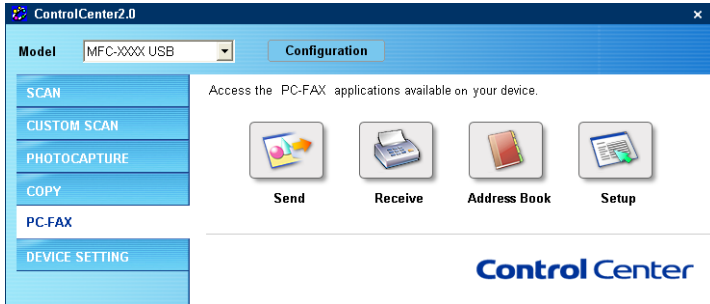 ControlCenter2.0 ×
Model MFC-XXXX USB Configuration
SCAN
CUSTOM SCAN
PHOTOCAPTURE
COPY
PC-FAX
DEVICE SETTING
Access the PC-FAX applications available on your device.
Send Receive Address Book Setup
Control Center